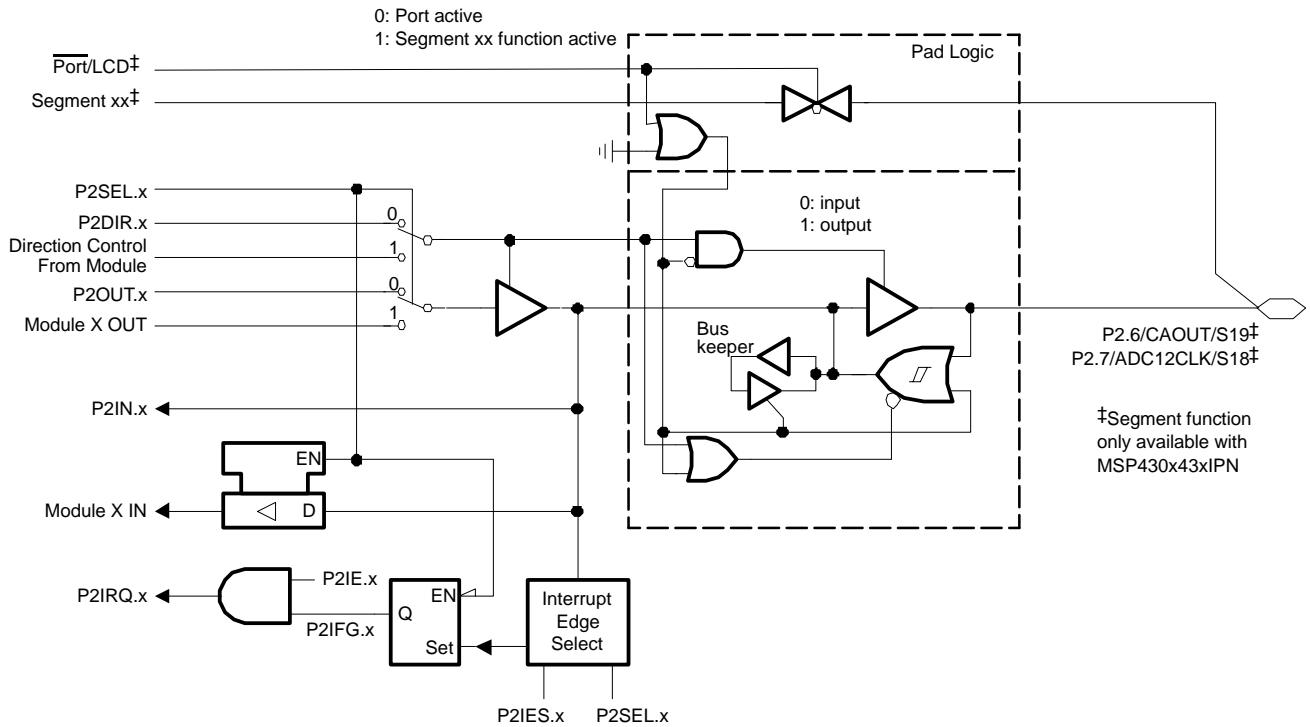 0: Port active
1: Segment xx function active
Pad Logic
Port/LCD‡
Segment xx‡
P2SEL.x
P2DIR.x
0
Direction Control
From Module
1
0: input
1: output
P2OUT.x
0
Module X OUT
1
Bus
keeper
P2.6/CAOUT/S19‡
P2.7/ADC12CLK/S18‡
P2IN.x
‡Segment function
only available with
MSP430x43xIPN
EN
Module X IN
D
P2IE.x
P2IRQ.x
P2IFG.x
EN
Q
Set
Interrupt
Edge
Select
P2IES.x
P2SEL.x